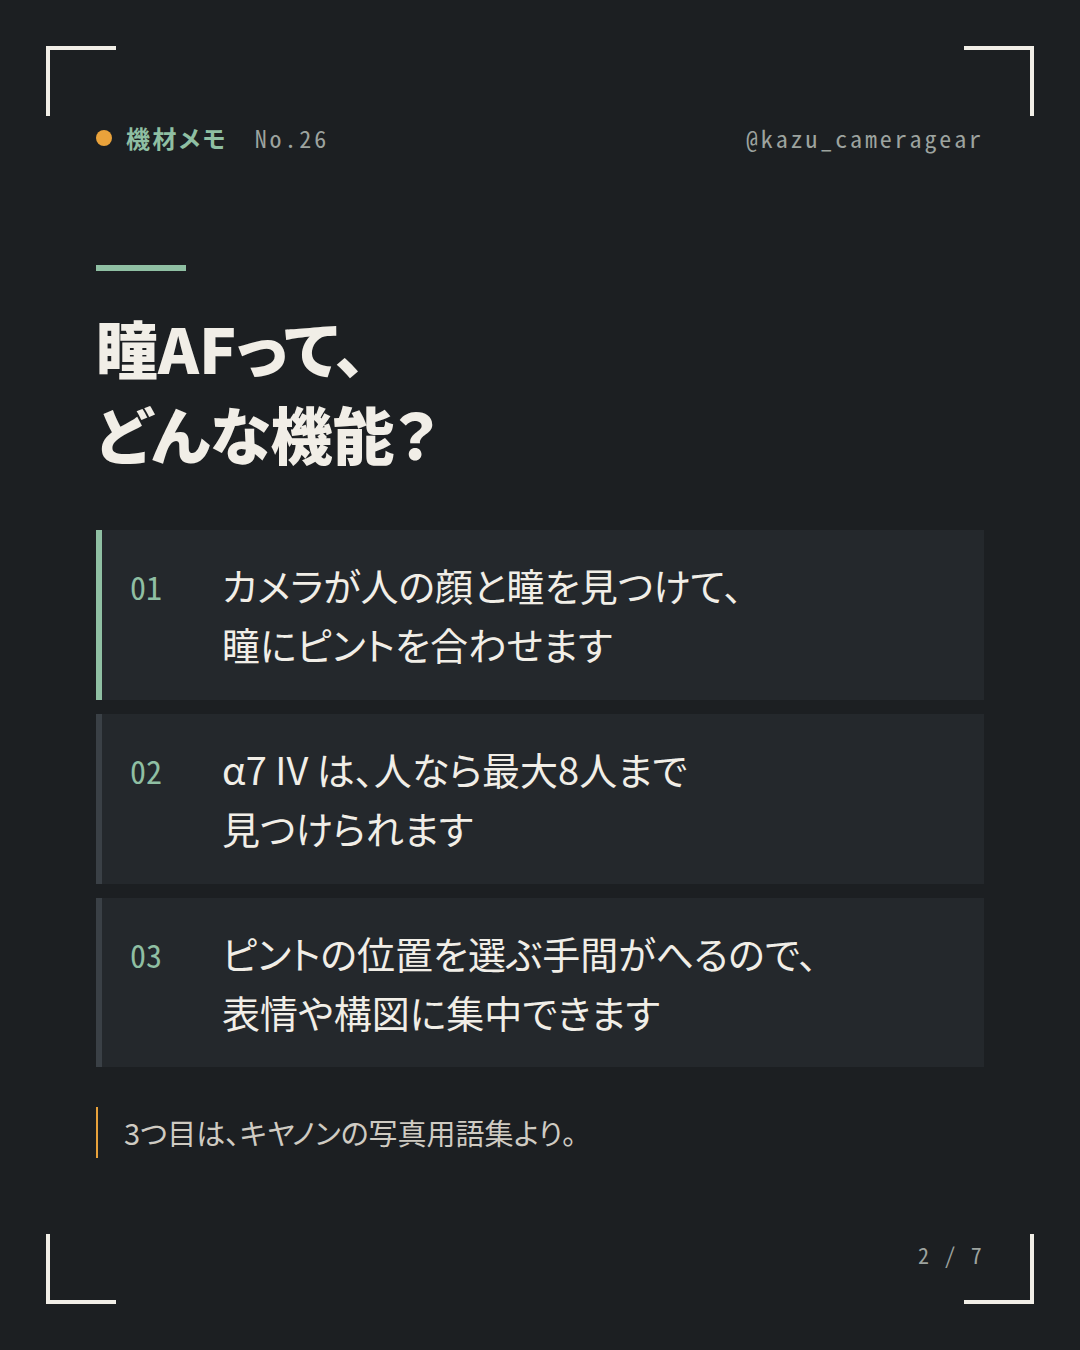 機材メモ No.26
@kazu_cameragear
瞳AFって、
どんな機能？
01
カメラが人の顔と瞳を見つけて、
瞳にピントを合わせます
02
α7 IV は、人なら最大8人まで
見つけられます
03
ピントの位置を選ぶ手間がへるので、
表情や構図に集中できます
3つ目は、キヤノンの写真用語集より。
2 / 7